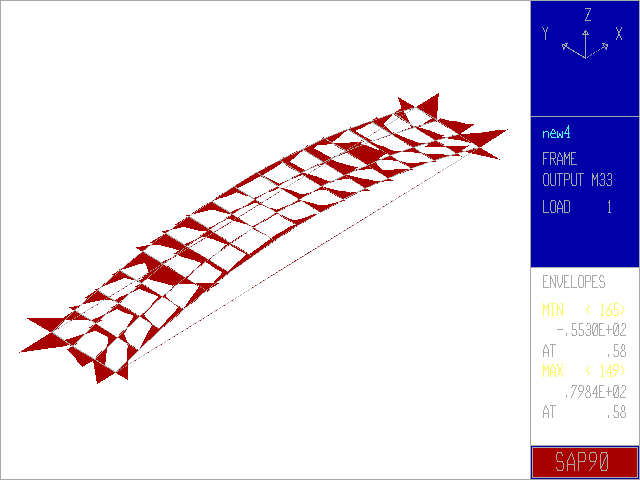 Z
Y X
new4
FRAME
OUTPUT M33
LOAD 1
ENVELOPES
MIN < 165>
-.5530E+02
AT .58
MAX < 149>
.7984E+02
AT .58
SAP90